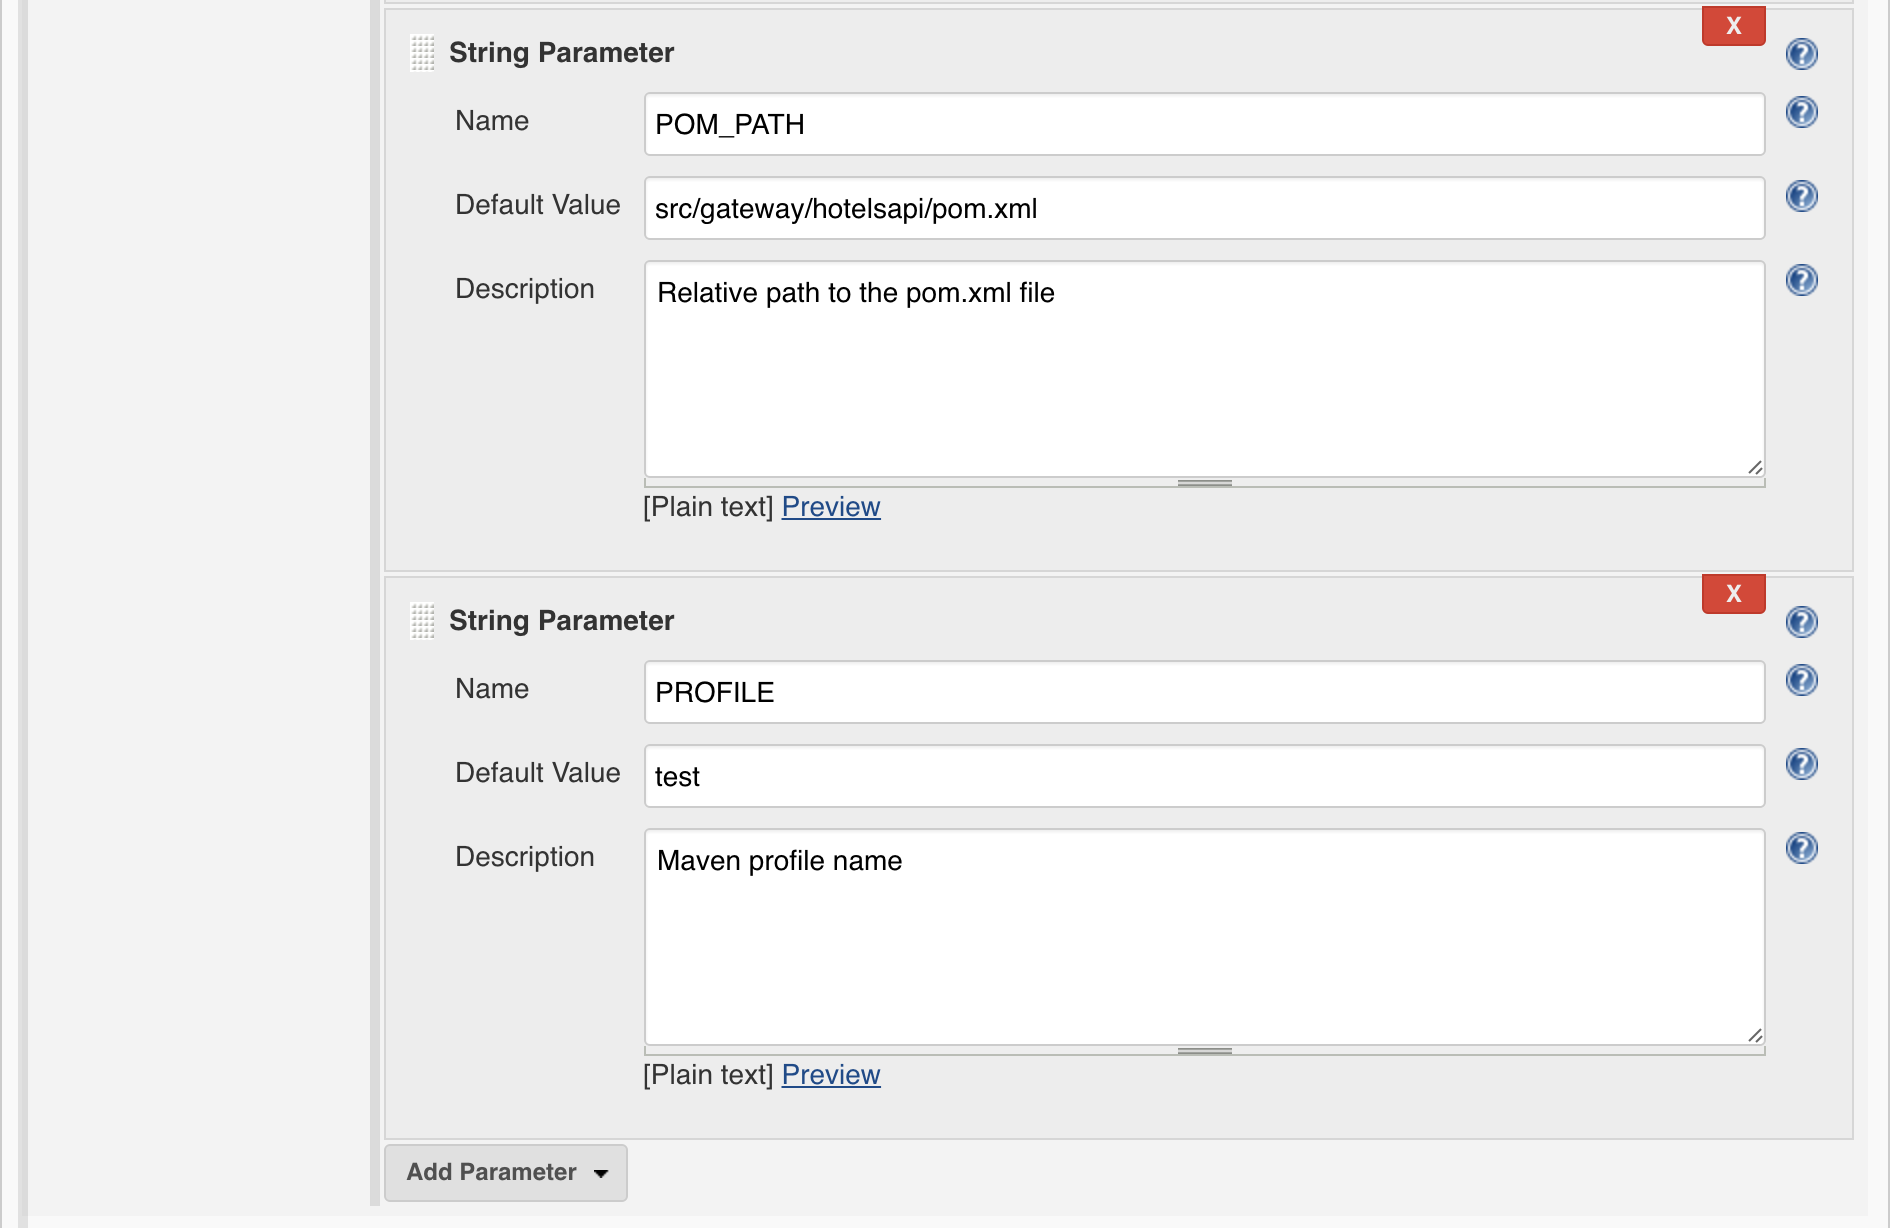 X
String Parameter
Name
POM_PATH
Default Value
src/gateway/hotelsapi/pom.xml
Description
Relative path to the pom.xml file
[Plain text] Preview
X
String Parameter
Name
PROFILE
Default Value
test
Description
Maven profile name
[Plain text] Preview
Add Parameter